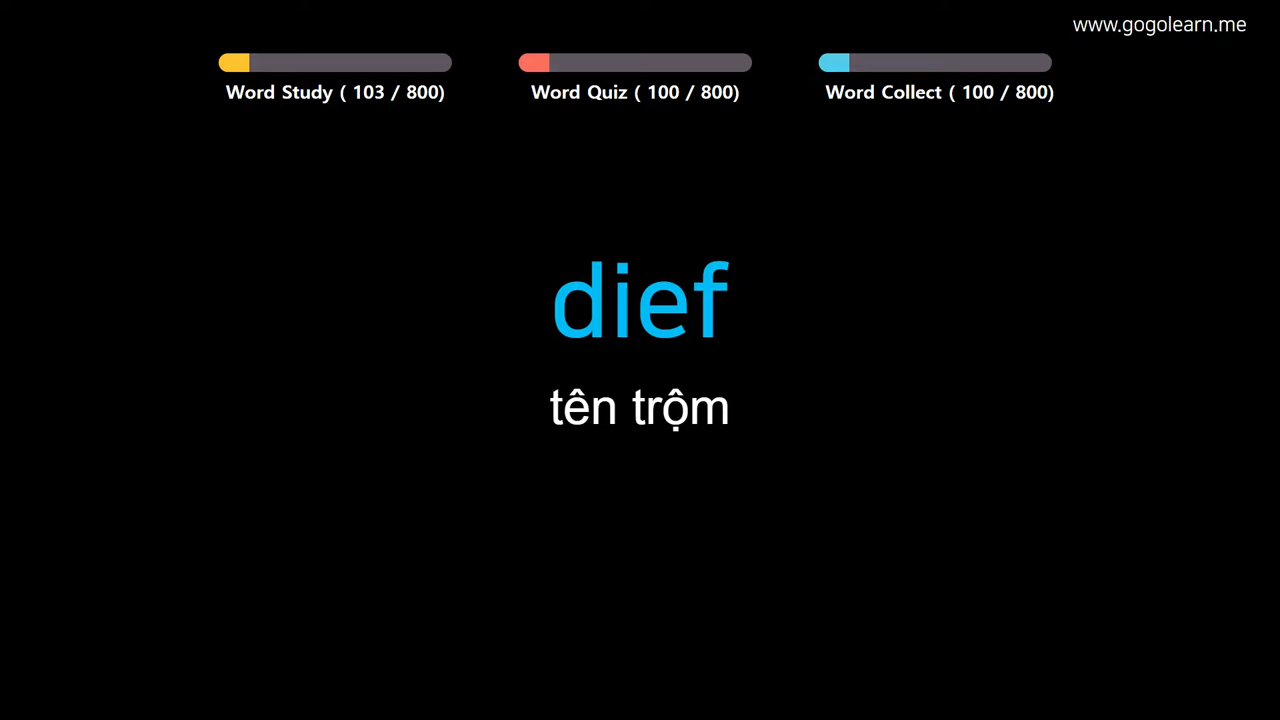 www.gogolearn.me
Word Study ( 103 / 800)
Word Quiz ( 100 / 800)
Word Collect ( 100 / 800)
dief
tên trộm